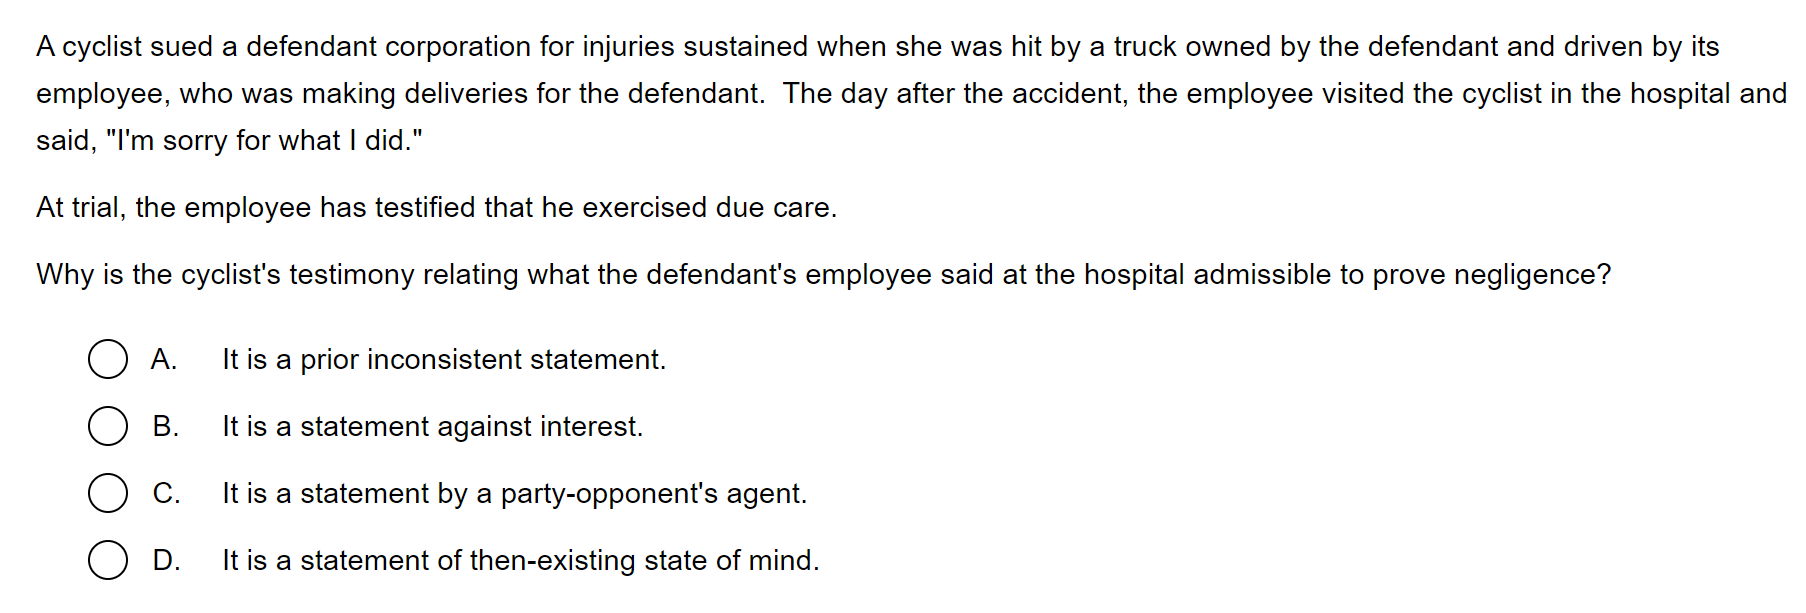 A cyclist sued a defendant corporation for injuries sustained when she was hit by a truck owned by the defendant and driven by its
employee, who was making deliveries for the defendant.  The day after the accident, the employee visited the cyclist in the hospital and
said, "I'm sorry for what I did."
At trial, the employee has testified that he exercised due care.
Why is the cyclist's testimony relating what the defendant's employee said at the hospital admissible to prove negligence?
A. It is a prior inconsistent statement.
B. It is a statement against interest.
C. It is a statement by a party-opponent's agent.
D. It is a statement of then-existing state of mind.